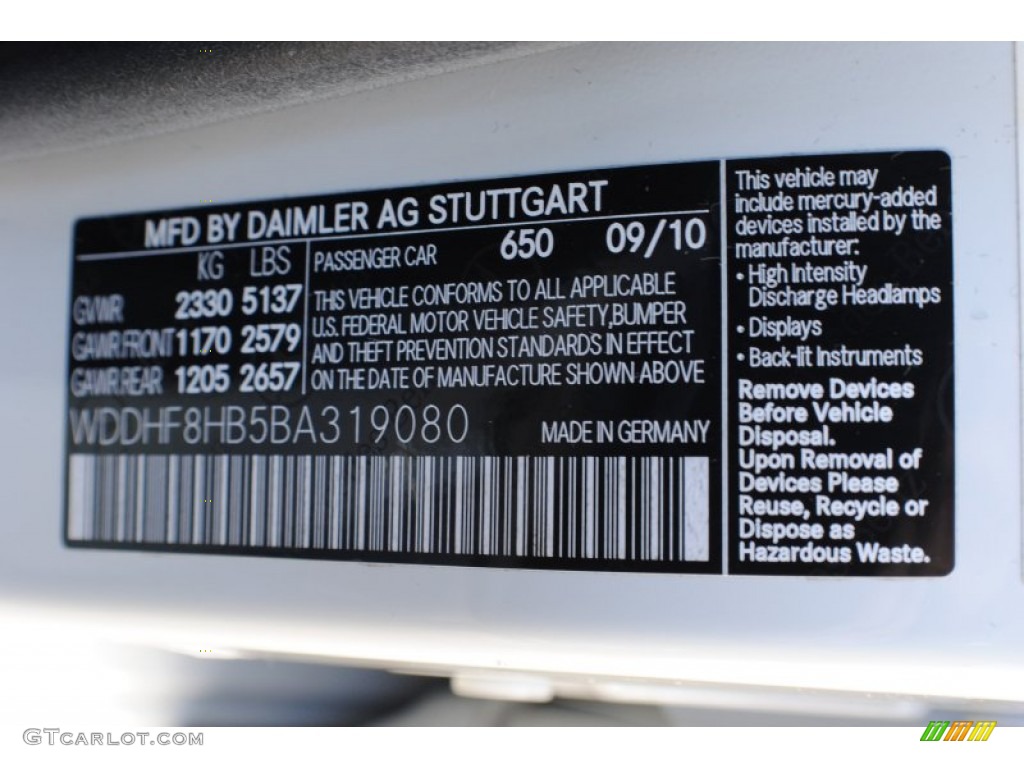 MFD BY DAIMLER AG STUTTGART
KG LBS
GVWR 2330 5137
GAWR FRONT 1170 2579
GAWR REAR 1205 2657
PASSENGER CAR 650 09/10
THIS VEHICLE CONFORMS TO ALL APPLICABLE
U.S. FEDERAL MOTOR VEHICLE SAFETY, BUMPER
AND THEFT PREVENTION STANDARDS IN EFFECT
ON THE DATE OF MANUFACTURE SHOWN ABOVE
WDDHF8HB5BA319080
MADE IN GERMANY
This vehicle may
include mercury-added
devices installed by the
manufacturer:
• High Intensity
Discharge Headlamps
• Displays
• Back-lit Instruments
Remove Devices
Before Vehicle
Disposal.
Upon Removal of
Devices Please
Reuse, Recycle or
Dispose as
Hazardous Waste.
GTCARLOT.COM